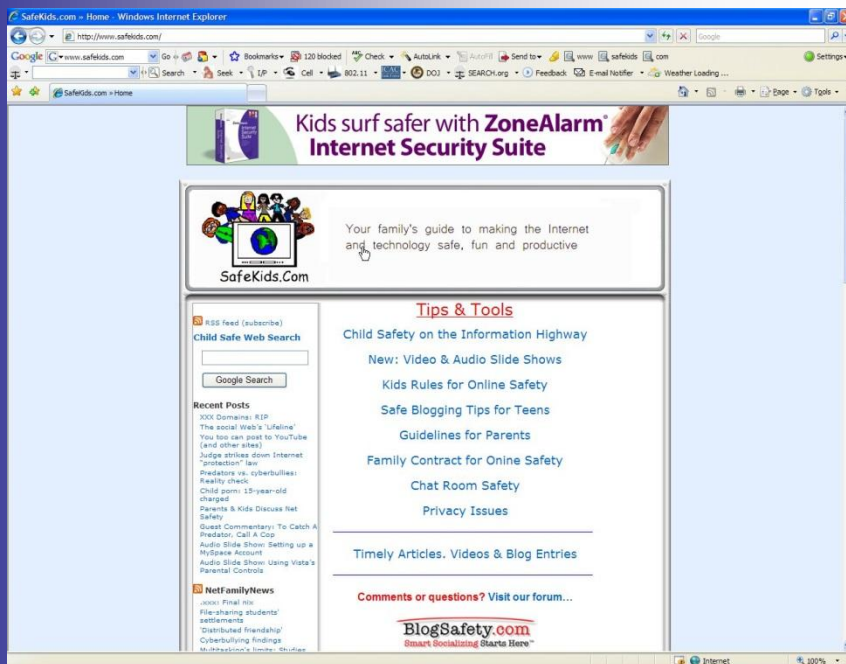 SafeKids.com » Home - Windows Internet Explorer
http://www.safekids.com/
Google
Google www.safekids.com Go Bookmarks 120 blocked Check AutoLink AutoFill Send to www safekids com Settings
Search Seek I/P Cell 802.11 DOJ SEARCH.org Feedback E-mail Notifier Weather Loading ...
SafeKids.com » Home Page Tools
Kids surf safer with ZoneAlarm®
Internet Security Suite
Your family's guide to making the Internet
and technology safe, fun and productive
SafeKids.Com
RSS feed (subscribe)
Child Safe Web Search
Google Search
Recent Posts
XXX Domains: RIP
The social Web's 'Lifeline'
You too can post to YouTube
(and other sites)
Judge strikes down Internet
"protection" law
Predators vs. cyberbullies:
Reality check
Child porn: 15-year-old
charged
Parents & Kids Discuss Net
Safety
Guest Commentary: To Catch A
Predator, Call A Cop
Audio Slide Show: Setting up a
MySpace Account
Audio Slide Show: Using Vista's
Parental Controls
NetFamilyNews
.xxx: Final nix
File-sharing students'
settlements
'Distributed friendship'
Cyberbullying findings
Multitasking's limits: Studies
Tips & Tools
Child Safety on the Information Highway
New: Video & Audio Slide Shows
Kids Rules for Online Safety
Safe Blogging Tips for Teens
Guidelines for Parents
Family Contract for Onine Safety
Chat Room Safety
Privacy Issues
Timely Articles. Videos & Blog Entries
Comments or questions? Visit our forum...
BlogSafety.com
Smart Socializing Starts Here™
Internet 100%